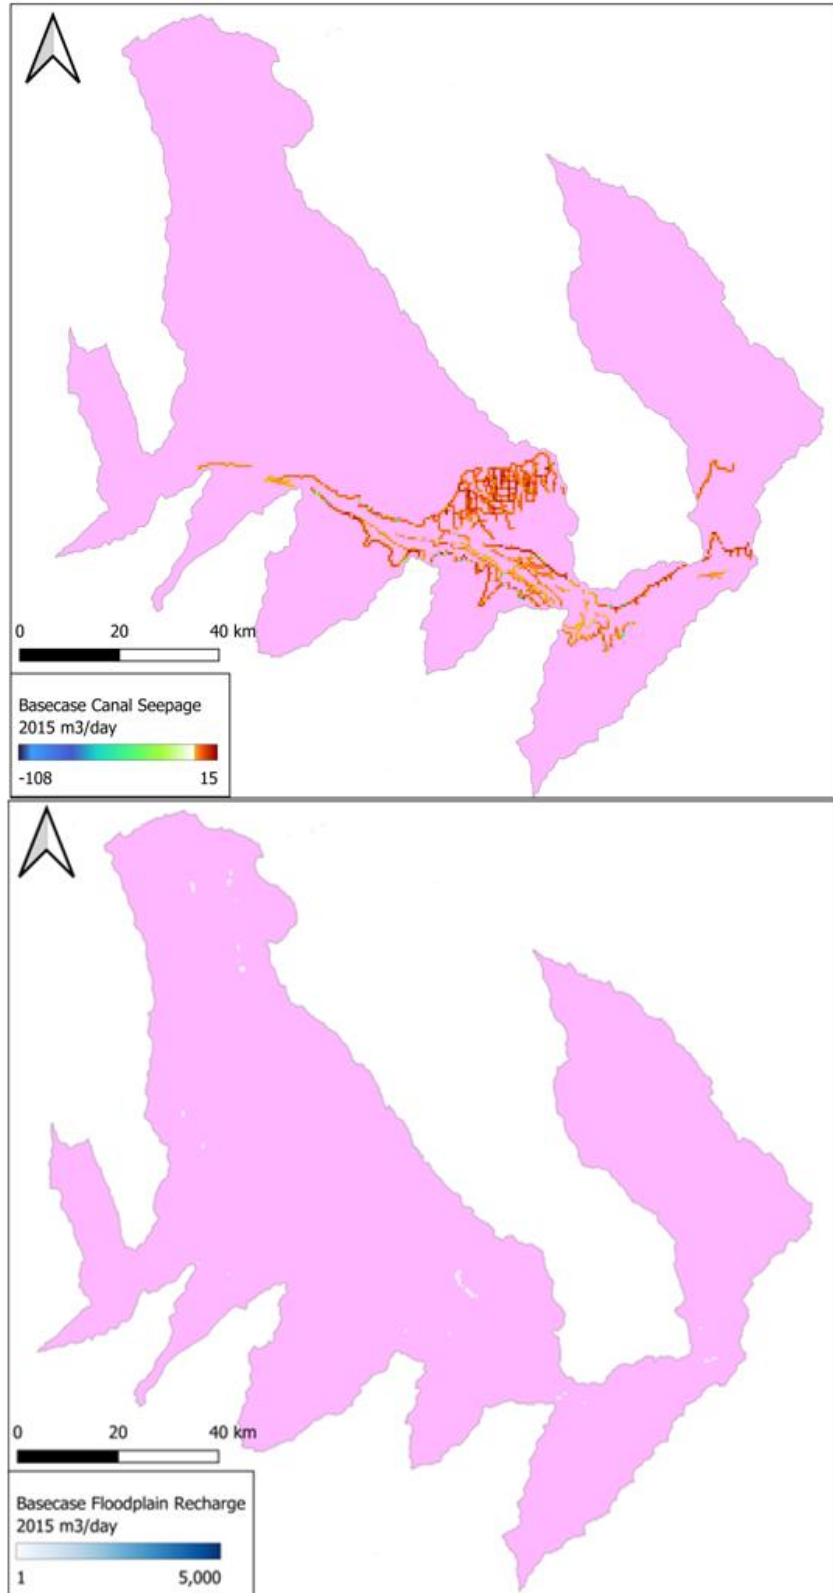 0 20 40 km
Basecase Canal Seepage
2015 m3/day
-108 15
0 20 40 km
Basecase Floodplain Recharge
2015 m3/day
1 5,000